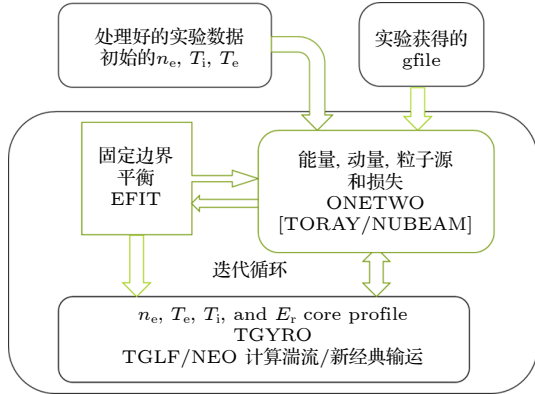 处理好的实验数据
初始的nₑ, Tᵢ, Tₑ
实验获得的
gfile
固定边界
平衡
EFIT
能量, 动量, 粒子源
和损失
ONETWO
[TORAY/NUBEAM]
迭代循环
nₑ, Tₑ, Tᵢ, and Eᵣ core profile
TGYRO
TGLF/NEO 计算湍流/新经典输运